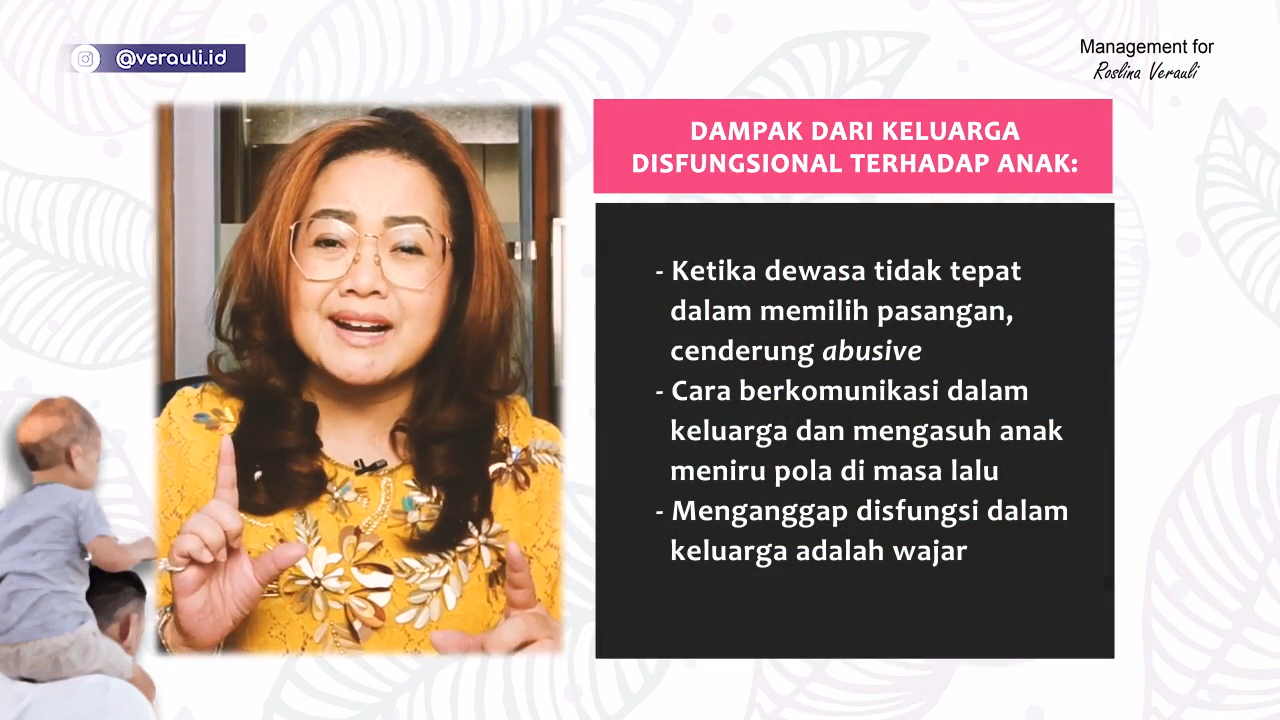 @verauli.id
Management for
Roslina Verauli
DAMPAK DARI KELUARGA
DISFUNGSIONAL TERHADAP ANAK:
- Ketika dewasa tidak tepat
dalam memilih pasangan,
cenderung abusive
- Cara berkomunikasi dalam
keluarga dan mengasuh anak
meniru pola di masa lalu
- Menganggap disfungsi dalam
keluarga adalah wajar